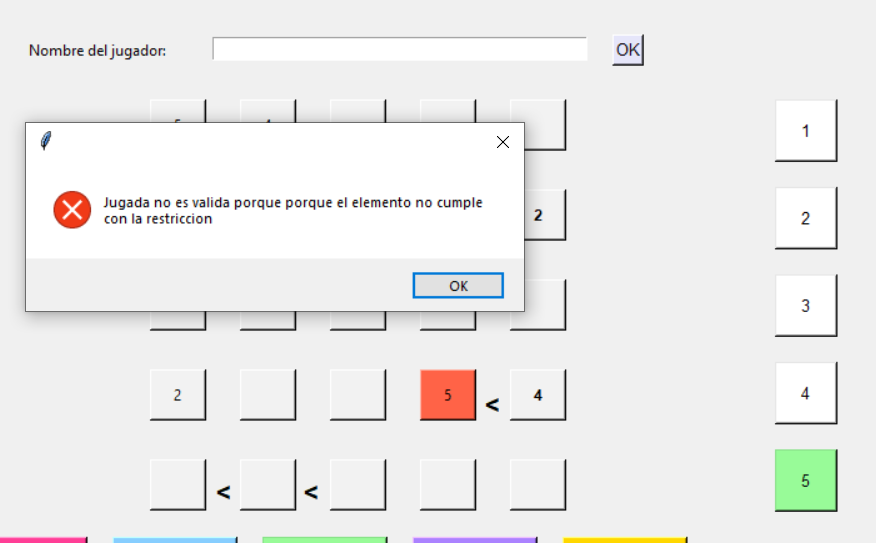 Nombre del jugador: OK
1
Jugada no es valida porque porque el elemento no cumple
con la restriccion
2 2
OK
3
2 5 < 4 4
< < 5